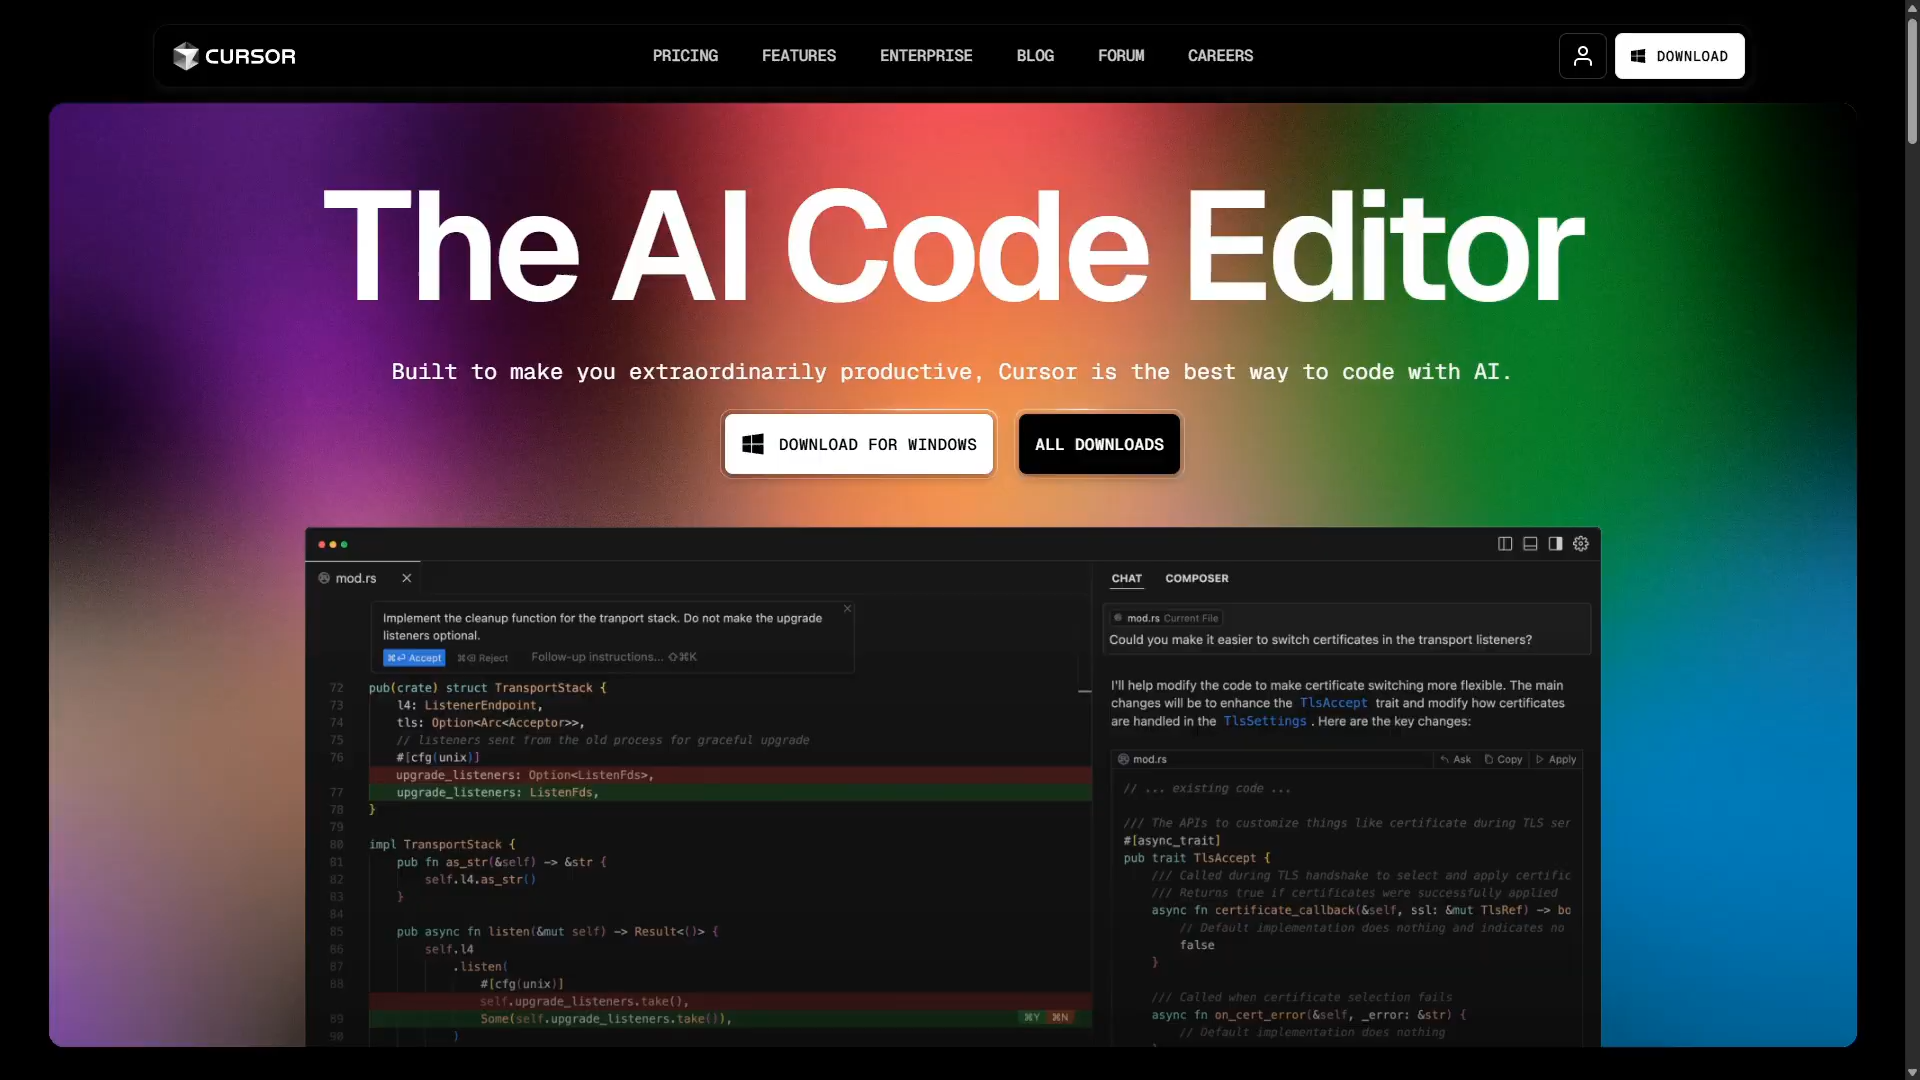 CURSOR
PRICING
FEATURES
ENTERPRISE
BLOG
FORUM
CAREERS
DOWNLOAD
The AI Code Editor
Built to make you extraordinarily productive, Cursor is the best way to code with AI.
DOWNLOAD FOR WINDOWS
ALL DOWNLOADS
mod.rs
Implement the cleanup function for the tranport stack. Do not make the upgrade
listeners optional.
⌘⏎ Accept ⌘⌫ Reject Follow-up instructions... ⇧⌘K
72 pub(crate) struct TransportStack {
73 l4: ListenerEndpoint,
74 tls: Option<Arc<Acceptor>>,
75 // listeners sent from the old process for graceful upgrade
76 #[cfg(unix)]
upgrade_listeners: Option<ListenFds>,
77 upgrade_listeners: ListenFds,
78 }
79
80 impl TransportStack {
81 pub fn as_str(&self) -> &str {
82 self.l4.as_str()
83 }
84
85 pub async fn listen(&mut self) -> Result<()> {
86 self.l4
87 .listen(
88 #[cfg(unix)]
self.upgrade_listeners.take(),
89 Some(self.upgrade_listeners.take()), ⌘Y ⌘N
90 )
CHAT COMPOSER
mod.rs Current File
Could you make it easier to switch certificates in the transport listeners?
I'll help modify the code to make certificate switching more flexible. The main
changes will be to enhance the TlsAccept trait and modify how certificates
are handled in the TlsSettings . Here are the key changes:
mod.rs Ask Copy Apply
// ... existing code ...
/// The APIs to customize things like certificate during TLS ser
#[async_trait]
pub trait TlsAccept {
/// Called during TLS handshake to select and apply certific
/// Returns true if certificates were successfully applied
async fn certificate_callback(&self, ssl: &mut TlsRef) -> bo
// Default implementation does nothing and indicates no
false
}
/// Called when certificate selection fails
async fn on_cert_error(&self, _error: &str) {
// Default implementation does nothing